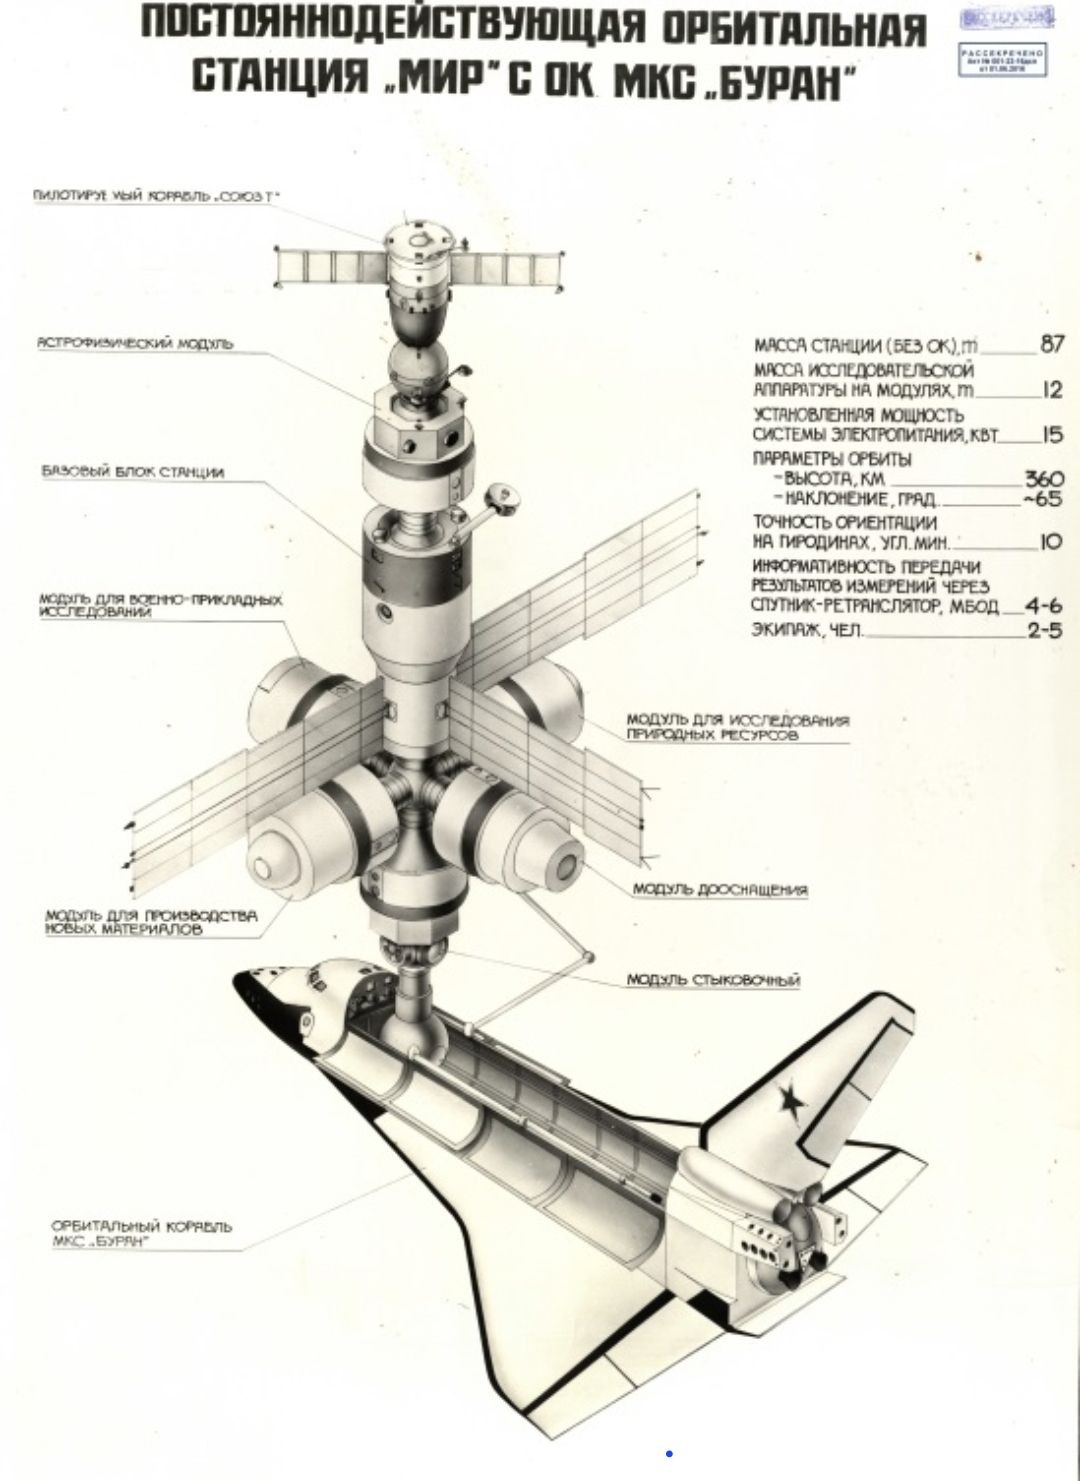 ПОСТОЯННОДЕЙСТВУЮЩАЯ ОРБИТАЛЬНАЯ
СТАНЦИЯ „МИР" С ОК МКС „БУРАН"
РАССЕКРЕЧЕНО
ПИЛОТИРУЕМЫЙ КОРАБЛЬ „СОЮЗ Т"
АСТРОФИЗИЧЕСКИЙ МОДУЛЬ
БАЗОВЫЙ БЛОК СТАНЦИИ
МОДУЛЬ ДЛЯ ВОЕННО-ПРИКЛАДНЫХ
ИССЛЕДОВАНИЙ
МАССА СТАНЦИИ (БЕЗ ОК), т 87
МАССА ИССЛЕДОВАТЕЛЬСКОЙ
АППАРАТУРЫ НА МОДУЛЯХ, т 12
УСТАНОВЛЕННАЯ МОЩНОСТЬ
СИСТЕМЫ ЭЛЕКТРОПИТАНИЯ, КВТ 15
ПАРАМЕТРЫ ОРБИТЫ
-ВЫСОТА, КМ 360
-НАКЛОНЕНИЕ, ГРАД. ~65
ТОЧНОСТЬ ОРИЕНТАЦИИ
НА ГИРОДИНАХ, УГЛ. МИН. 10
ИНФОРМАТИВНОСТЬ ПЕРЕДАЧИ
РЕЗУЛЬТАТОВ ИЗМЕРЕНИЙ ЧЕРЕЗ
СПУТНИК-РЕТРАНСЛЯТОР, МБОД 4-6
ЭКИПАЖ, ЧЕЛ. 2-5
МОДУЛЬ ДЛЯ ИССЛЕДОВАНИЯ
ПРИРОДНЫХ РЕСУРСОВ
МОДУЛЬ ДООСНАЩЕНИЯ
МОДУЛЬ ДЛЯ ПРОИЗВОДСТВА
НОВЫХ МАТЕРИАЛОВ
МОДУЛЬ СТЫКОВОЧНЫЙ
ОРБИТАЛЬНЫЙ КОРАБЛЬ
МКС „БУРАН"